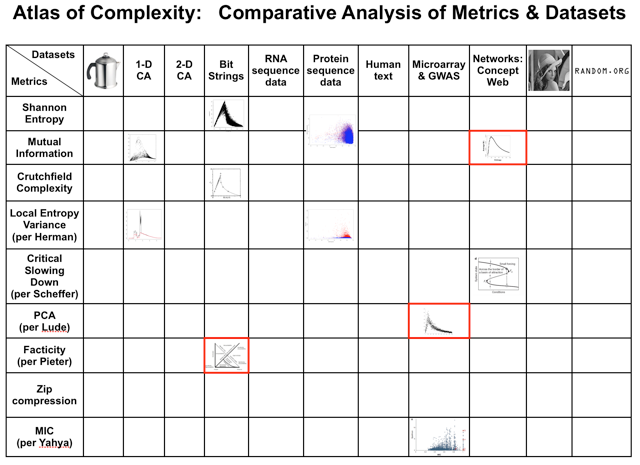 Atlas of Complexity: Comparative Analysis of Metrics & Datasets
Datasets
Metrics
1-D
CA
2-D
CA
Bit
Strings
RNA
sequence
data
Protein
sequence
data
Human
text
Microarray
& GWAS
Networks:
Concept
Web
RANDOM.ORG
Shannon
Entropy
Mutual
Information
Crutchfield
Complexity
Local Entropy
Variance
(per Herman)
Critical
Slowing
Down
(per Scheffer)
PCA
(per Lude)
Facticity
(per Pieter)
Zip
compression
MIC
(per Yahya)